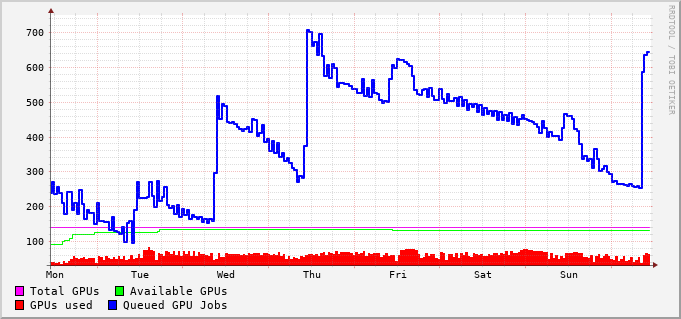 700
600
500
400
300
200
100
Mon Tue Wed Thu Fri Sat Sun
Total GPUs Available GPUs
GPUs used Queued GPU Jobs
RRDTOOL / TOBI OETIKER